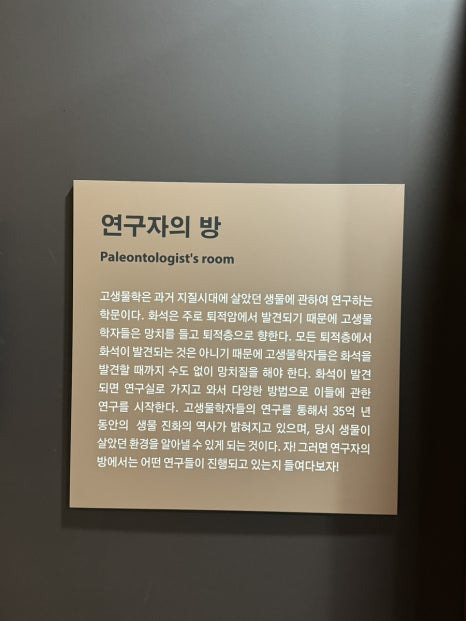 연구자의 방
Paleontologist's room
고생물학은 과거 지질시대에 살았던 생물에 관하여 연구하는
학문이다. 화석은 주로 퇴적암에서 발견되기 때문에 고생물
학자들은 망치를 들고 퇴적층으로 향한다. 모든 퇴적층에서
화석이 발견되는 것은 아니기 때문에 고생물학자들은 화석을
발견할 때까지 수도 없이 망치질을 해야 한다. 화석이 발견
되면 연구실로 가지고 와서 다양한 방법으로 이들에 관한
연구를 시작한다. 고생물학자들의 연구를 통해서 35억 년
동안의 생물 진화의 역사가 밝혀지고 있으며, 당시 생물이
살았던 환경을 알아낼 수 있게 되는 것이다. 자! 그러면 연구자의
방에서는 어떤 연구들이 진행되고 있는지 들여다보자!